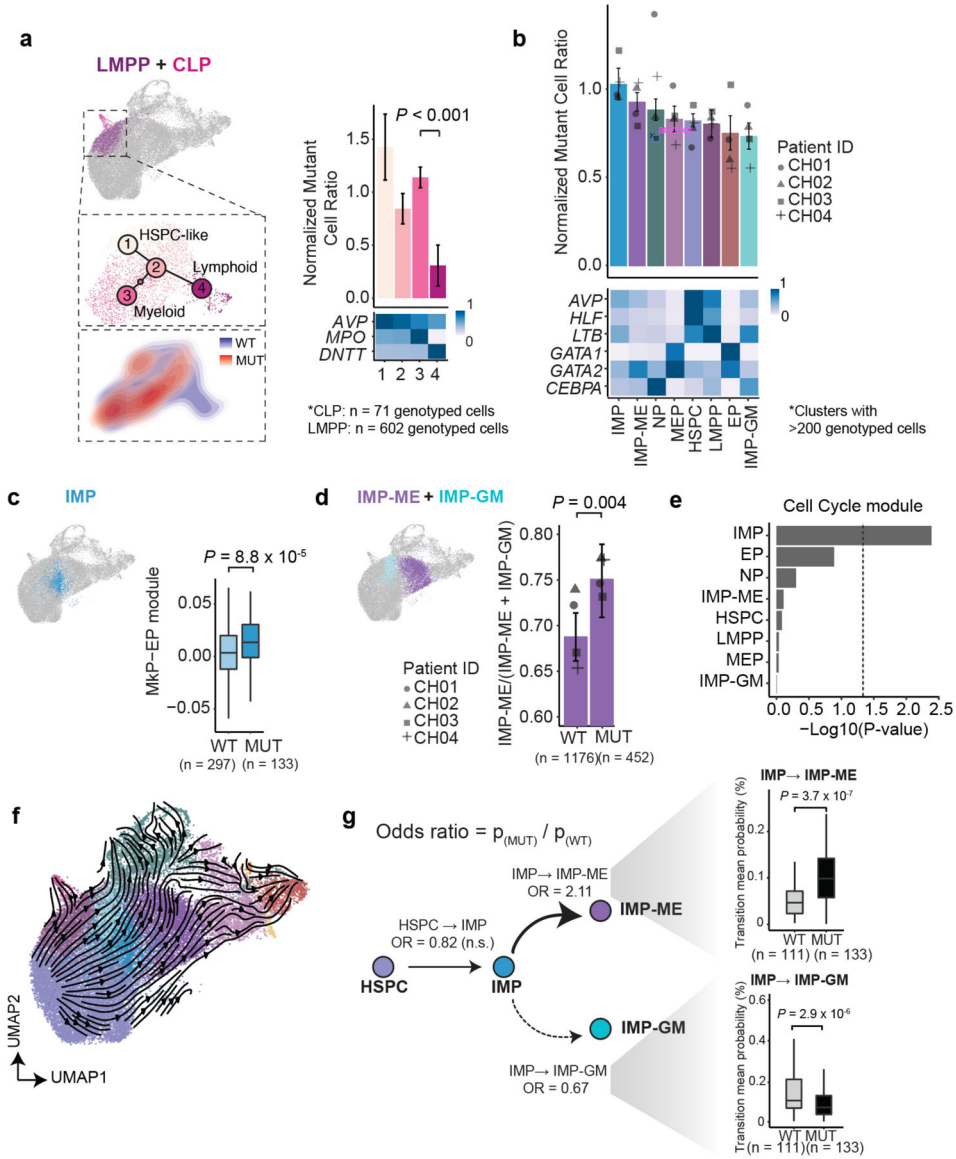 a
LMPP + CLP
HSPC-like
1
2
Lymphoid
3
4
Myeloid
WT
MUT
Normalized Mutant
Cell Ratio
P < 0.001
1.5
1.0
0.5
0.0
AVP
MPO
DNTT
1
0
1 2 3 4
*CLP: n = 71 genotyped cells
LMPP: n = 602 genotyped cells
b
Normalized Mutant Cell Ratio
1.0
0.5
0.0
Patient ID
CH01
CH02
CH03
CH04
AVP
HLF
LTB
GATA1
GATA2
CEBPA
1
0
IMP
IMP-ME
NP
MEP
HSPC
LMPP
EP
IMP-GM
*Clusters with
>200 genotyped cells
c
IMP
P = 8.8 x 10-5
MkP-EP module
0.05
0.00
−0.05
WT MUT
(n = 297) (n = 133)
d
IMP-ME + IMP-GM
Patient ID
CH01
CH02
CH03
CH04
P = 0.004
IMP-ME/(IMP-ME + IMP-GM)
0.80
0.75
0.70
0.65
0.60
WT MUT
(n = 1176)(n = 452)
e
Cell Cycle module
IMP
EP
NP
IMP-ME
HSPC
LMPP
MEP
IMP-GM
0.0 0.5 1.0 1.5 2.0 2.5
−Log10(P-value)
f
UMAP2
UMAP1
g
Odds ratio = p(MUT) / p(WT)
IMP→ IMP-ME
OR = 2.11
IMP-ME
HSPC → IMP
OR = 0.82 (n.s.)
HSPC
IMP
IMP-GM
IMP→ IMP-GM
OR = 0.67
IMP→ IMP-ME
Transition mean probability (%)
P = 3.7 x 10-7
0.2
0.1
0
WT MUT
(n = 111) (n = 133)
IMP→ IMP-GM
Transition mean probability (%)
P = 2.9 x 10-6
0.6
0.4
0.2
0
WT MUT
(n = 111) (n = 133)